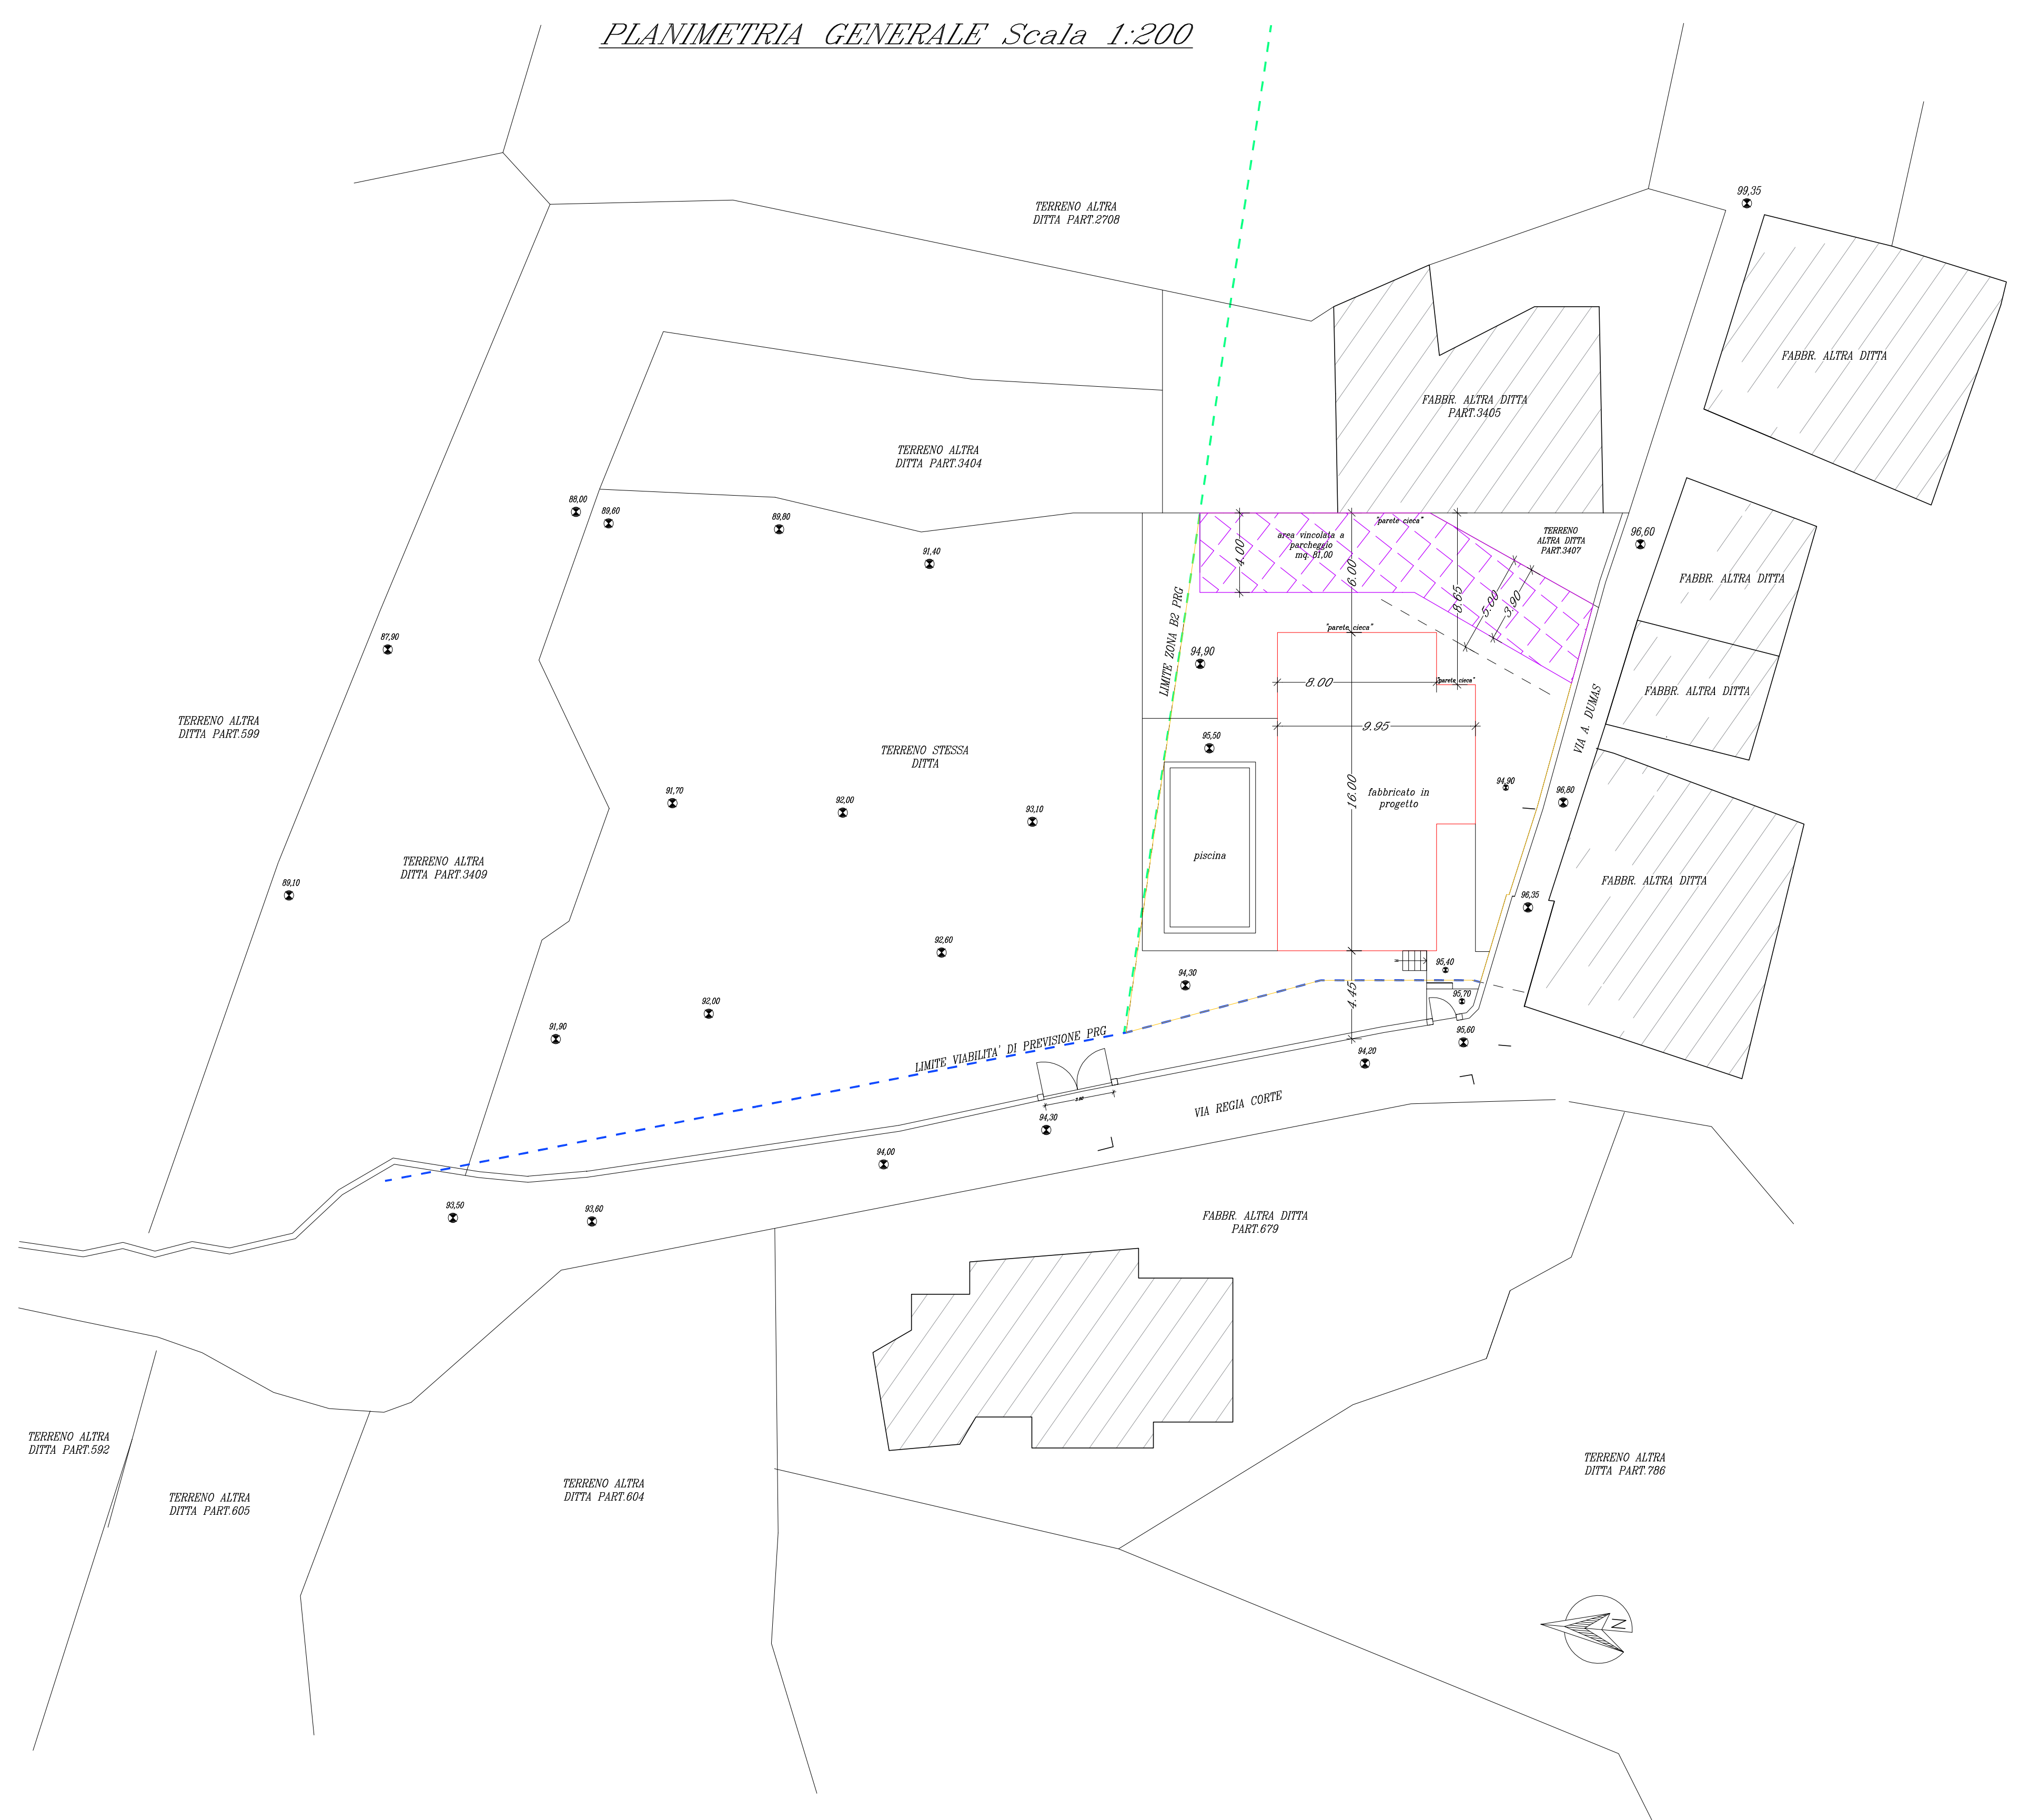 PLANIMETRIA GENERALE Scala 1:200
99,35
TERRENO ALTRA
DITTA PART.2708
FABBR. ALTRA DITTA
FABBR. ALTRA DITTA
PART.3405
TERRENO ALTRA
DITTA PART.3404
88,00
89,60
89,80
91,40
"parete cieca"
area vincolata a
parcheggio
mq. 81,00
TERRENO
ALTRA DITTA
PART.3407
96,60
4.00
6.00
8.65
5.00
3.90
FABBR. ALTRA DITTA
"parete cieca"
LIMITE ZONA B2 PRG
87,90
94,90
8.00
"parete cieca"
FABBR. ALTRA DITTA
TERRENO ALTRA
DITTA PART.599
9.95
VIA A. DUMAS
95,50
TERRENO STESSA
DITTA
91,70
92,00
93,10
16.00
fabbricato in
progetto
94,90
96,80
piscina
TERRENO ALTRA
DITTA PART.3409
89,10
FABBR. ALTRA DITTA
96,35
92,60
94,30
95,40
4.45
95,70
92,00
91,90
95,60
94,20
LIMITE VIABILITA' DI PREVISIONE PRG
94,30
VIA REGIA CORTE
94,00
93,50
93,60
FABBR. ALTRA DITTA
PART.679
TERRENO ALTRA
DITTA PART.592
TERRENO ALTRA
DITTA PART.605
TERRENO ALTRA
DITTA PART.604
TERRENO ALTRA
DITTA PART.786
N